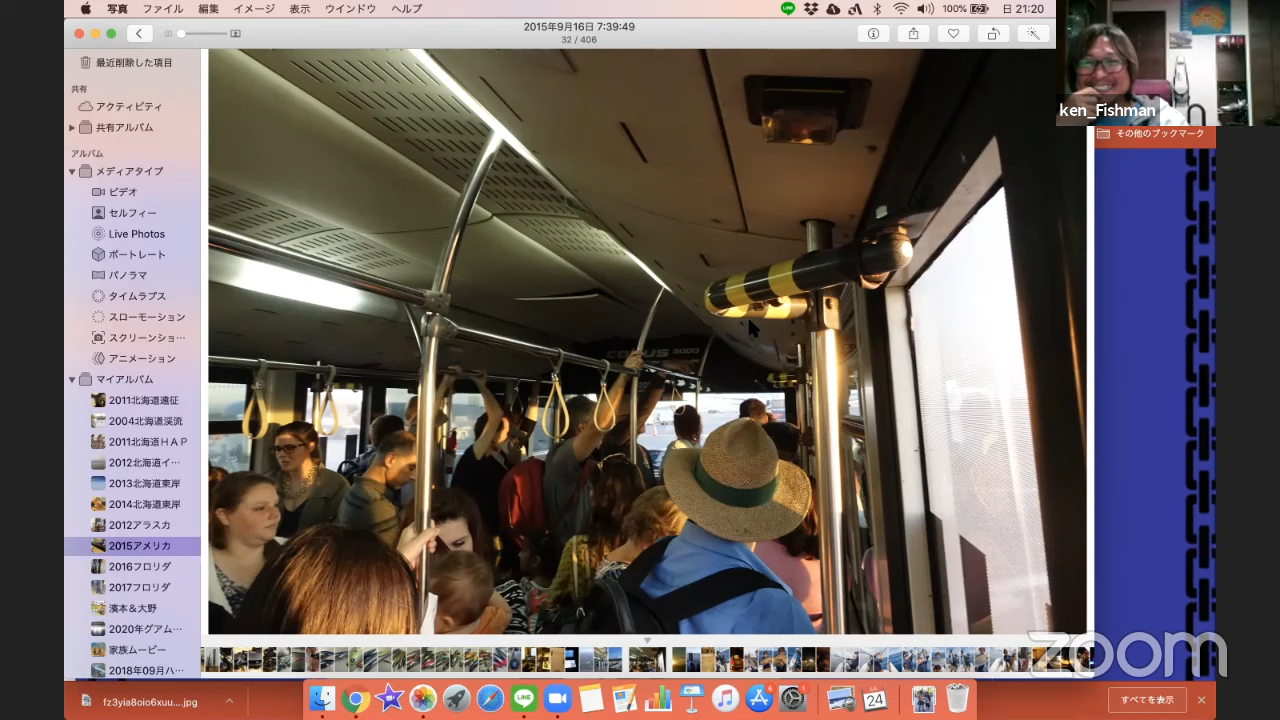 写真 ファイル 編集 イメージ 表示 ウインドウ ヘルプ
100%
日 21:20
2015年9月16日 7:39:49
32 / 406
最近削除した項目
共有
アクティビティ
共有アルバム
アルバム
メディアタイプ
ビデオ
セルフィー
Live Photos
ポートレート
パノラマ
タイムラプス
スローモーション
スクリーンショ…
アニメーション
マイアルバム
2011北海道遠征
2004北海道渓流
2011北海道HAP
2012北海道イ…
2013北海道東岸
2014北海道東岸
2012アラスカ
2015アメリカ
2016フロリダ
2017フロリダ
濱本＆大野
2020年グアム…
家族ムービー
2018年09月ハ…
ken_Fishman
その他のブックマーク
zoom
fz3yia8oio6xuu....jpg
24
すべてを表示